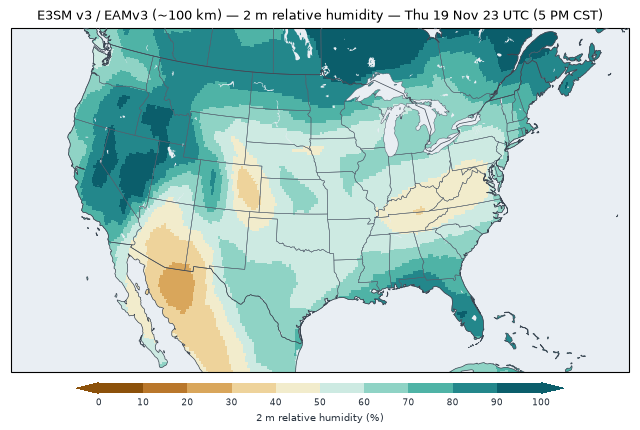 E3SM v3 / EAMv3 (~100 km) — 2 m relative humidity — Thu 19 Nov 23 UTC (5 PM CST)
0 10 20 30 40 50 60 70 80 90 100
2 m relative humidity (%)